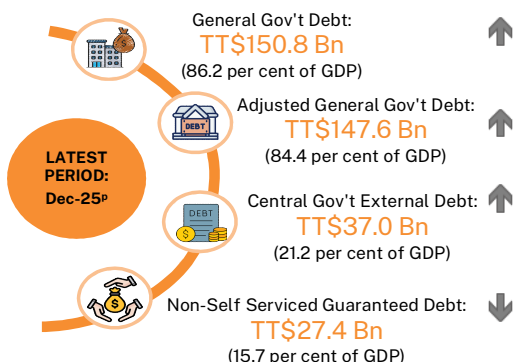 General Gov't Debt:
TT$150.8 Bn
(86.2 per cent of GDP)
DEBT
Adjusted General Gov't Debt:
TT$147.6 Bn
(84.4 per cent of GDP)
LATEST
PERIOD:
Dec-25ᵖ
DEBT
Central Gov't External Debt:
TT$37.0 Bn
(21.2 per cent of GDP)
Non-Self Serviced Guaranteed Debt:
TT$27.4 Bn
(15.7 per cent of GDP)